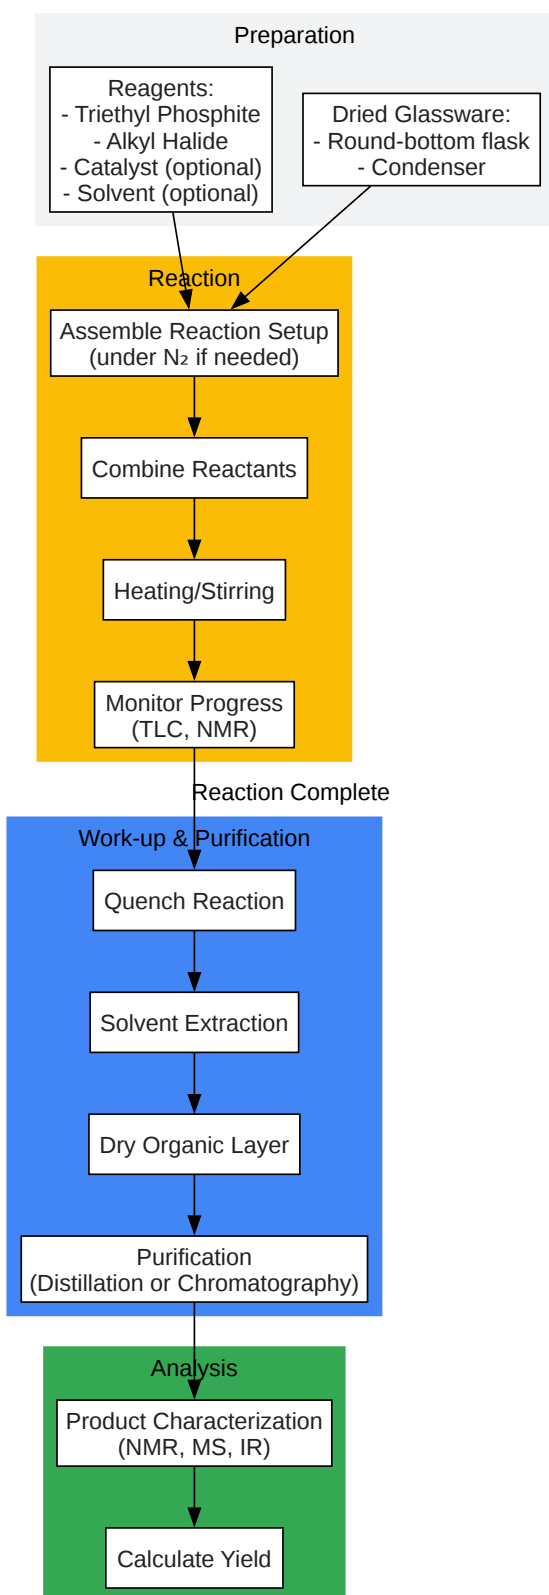 Preparation
Reagents:
- Triethyl Phosphite
- Alkyl Halide
- Catalyst (optional)
- Solvent (optional)
Dried Glassware:
- Round-bottom flask
- Condenser
Reaction
Assemble Reaction Setup
(under N₂ if needed)
Combine Reactants
Heating/Stirring
Monitor Progress
(TLC, NMR)
Reaction Complete
Work-up & Purification
Quench Reaction
Solvent Extraction
Dry Organic Layer
Purification
(Distillation or Chromatography)
Analysis
Product Characterization
(NMR, MS, IR)
Calculate Yield